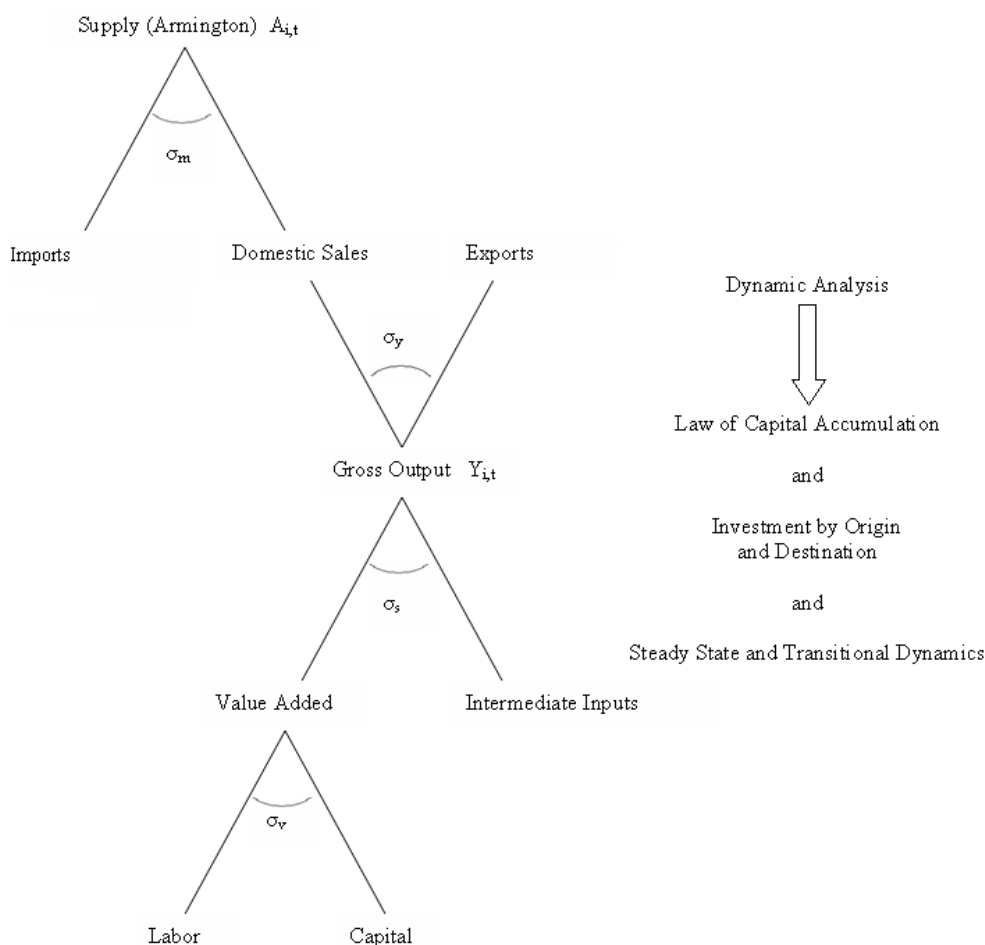 Supply (Armington) A_{i,t}
σ_m
Imports
Domestic Sales
Exports
σ_y
Gross Output Y_{i,t}
σ_s
Value Added
Intermediate Inputs
σ_v
Labor
Capital
Dynamic Analysis
Law of Capital Accumulation
and
Investment by Origin
and Destination
and
Steady State and Transitional Dynamics